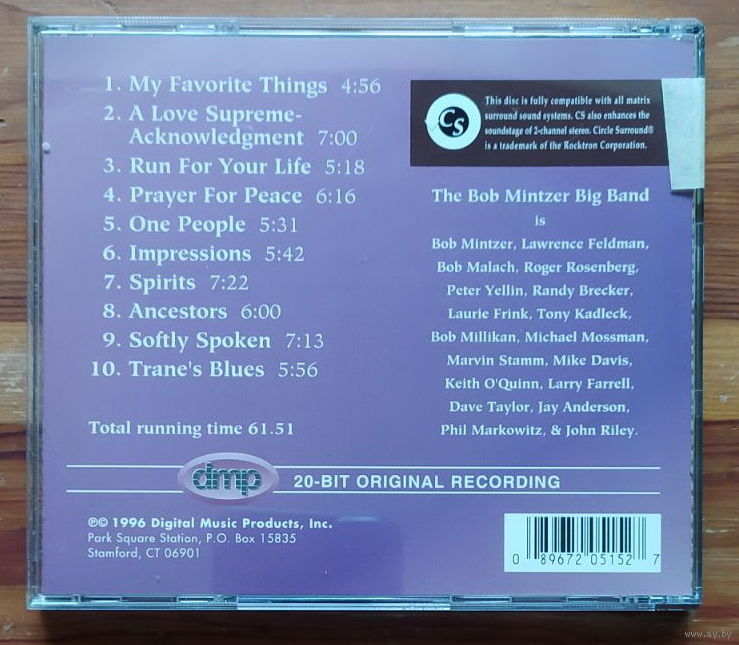 1. My Favorite Things 4:56
2. A Love Supreme-
Acknowledgment 7:00
3. Run For Your Life 5:18
4. Prayer For Peace 6:16
5. One People 5:31
6. Impressions 5:42
7. Spirits 7:22
8. Ancestors 6:00
9. Softly Spoken 7:13
10. Trane's Blues 5:56
Total running time 61.51
CS
This disc is fully compatible with all matrix
surround sound systems. CS also enhances the
soundstage of 2-channel stereo. Circle Surround®
is a trademark of the Rocktron Corporation.
The Bob Mintzer Big Band
is
Bob Mintzer, Lawrence Feldman,
Bob Malach, Roger Rosenberg,
Peter Yellin, Randy Brecker,
Laurie Frink, Tony Kadleck,
Bob Millikan, Michael Mossman,
Marvin Stamm, Mike Davis,
Keith O'Quinn, Larry Farrell,
Dave Taylor, Jay Anderson,
Phil Markowitz, & John Riley.
dmp
20-BIT ORIGINAL RECORDING
℗© 1996 Digital Music Products, Inc.
Park Square Station, P.O. Box 15835
Stamford, CT 06901
0 89672 05152 7
www.ay.by